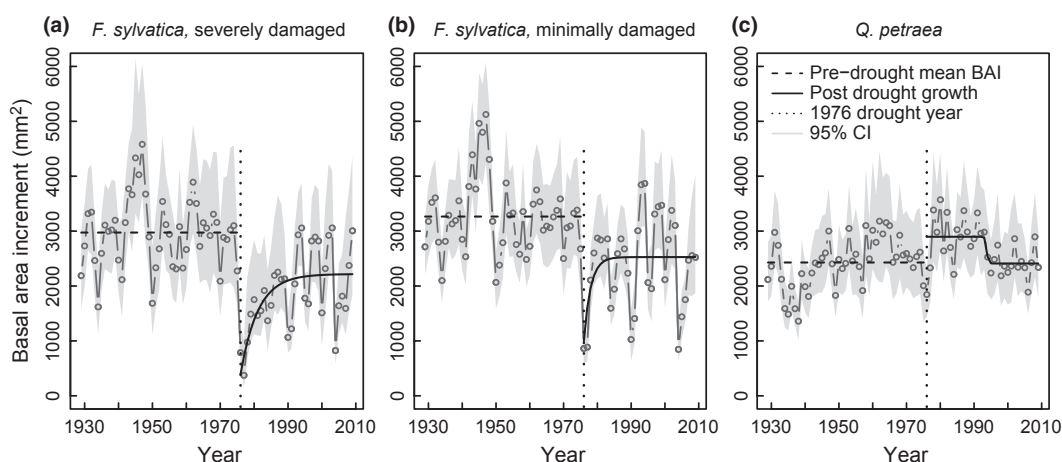 (a) F. sylvatica, severely damaged
(b) F. sylvatica, minimally damaged
(c) Q. petraea
Basal area increment (mm²)
0 1000 2000 3000 4000 5000 6000
1930 1950 1970 1990 2010
Year
0 1000 2000 3000 4000 5000 6000
1930 1950 1970 1990 2010
Year
Pre−drought mean BAI
Post drought growth
1976 drought year
95% CI
0 1000 2000 3000 4000 5000 6000
1930 1950 1970 1990 2010
Year